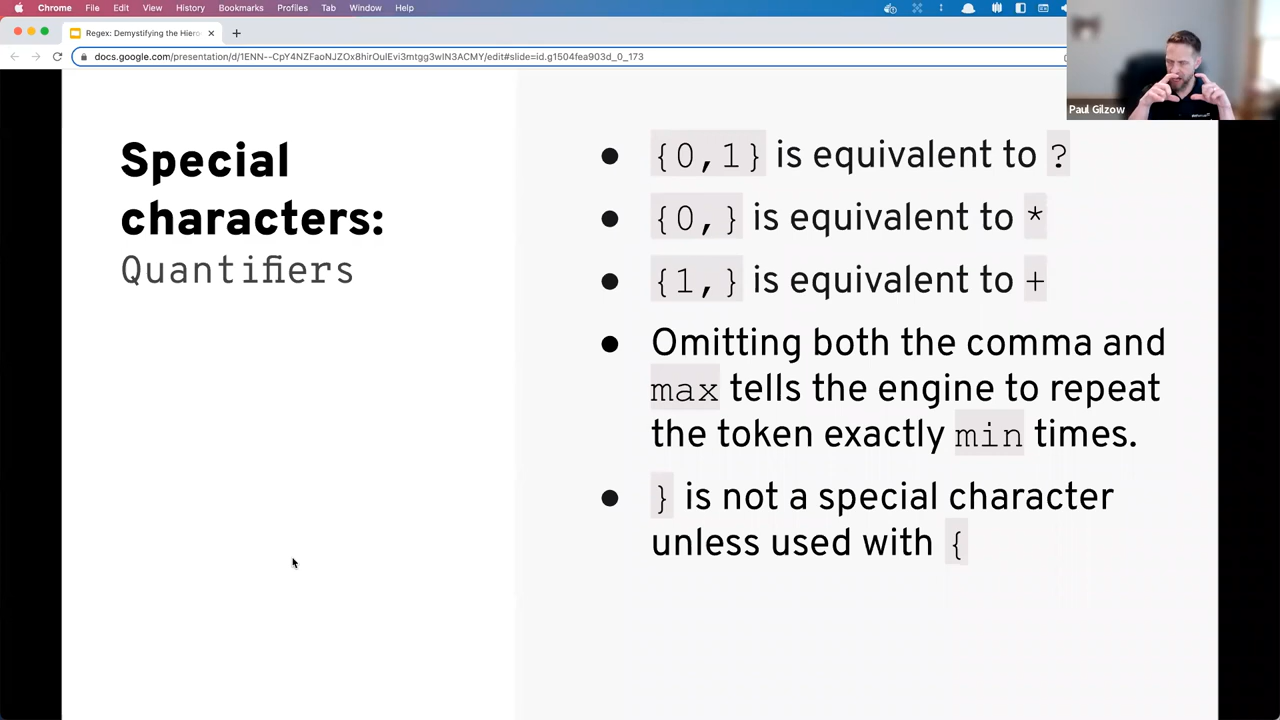 Chrome File Edit View History Bookmarks Profiles Tab Window Help
Regex: Demystifying the Hiero
docs.google.com/presentation/d/1ENN--CpY4NZFaoNJZOx8hirOulEvi3mtgg3wIN3ACMY/edit#slide=id.g1504fea903d_0_173
Paul Gilzow
Special
characters:
Quantifiers
● {0,1} is equivalent to ?
● {0,} is equivalent to *
● {1,} is equivalent to +
● Omitting both the comma and
max tells the engine to repeat
the token exactly min times.
● } is not a special character
unless used with {